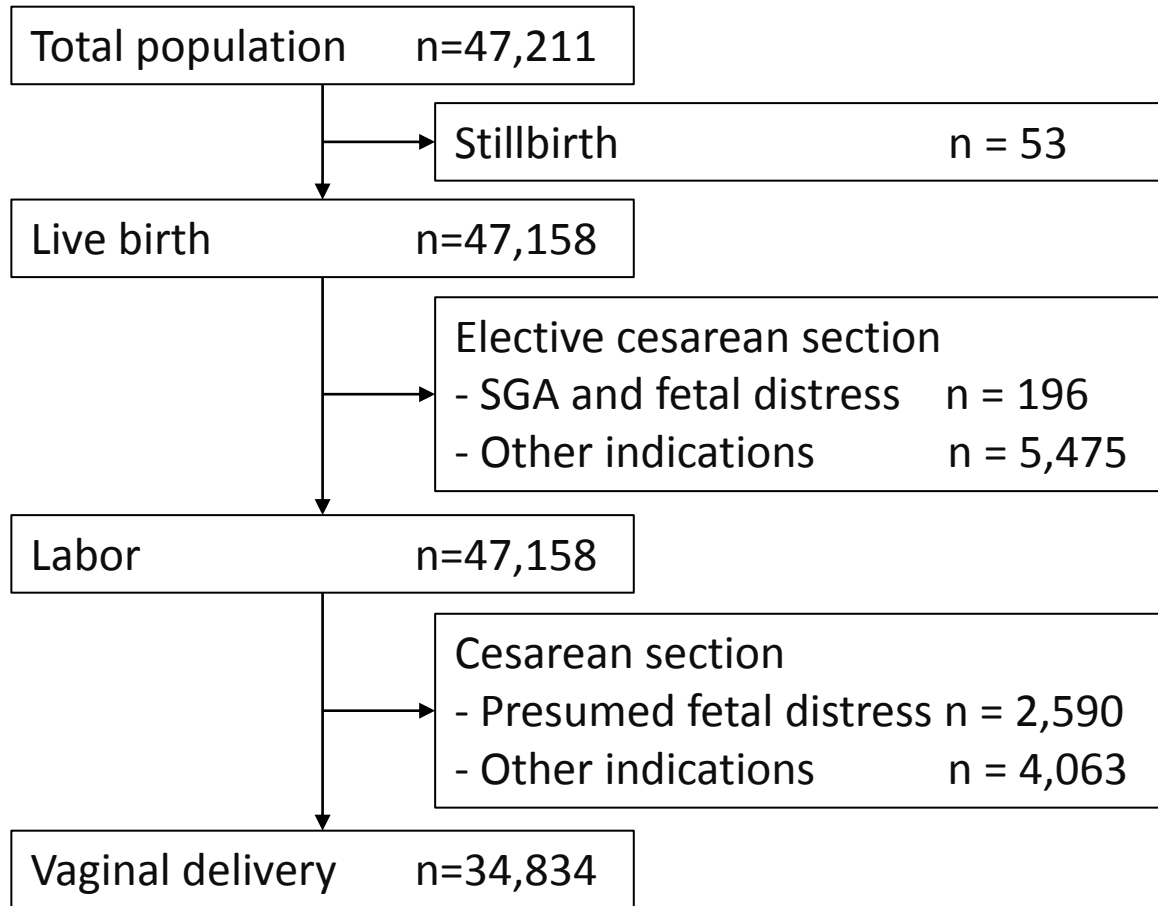 Total population n=47,211
Stillbirth n = 53
Live birth n=47,158
Elective cesarean section
- SGA and fetal distress n = 196
- Other indications n = 5,475
Labor n=47,158
Cesarean section
- Presumed fetal distress n = 2,590
- Other indications n = 4,063
Vaginal delivery n=34,834